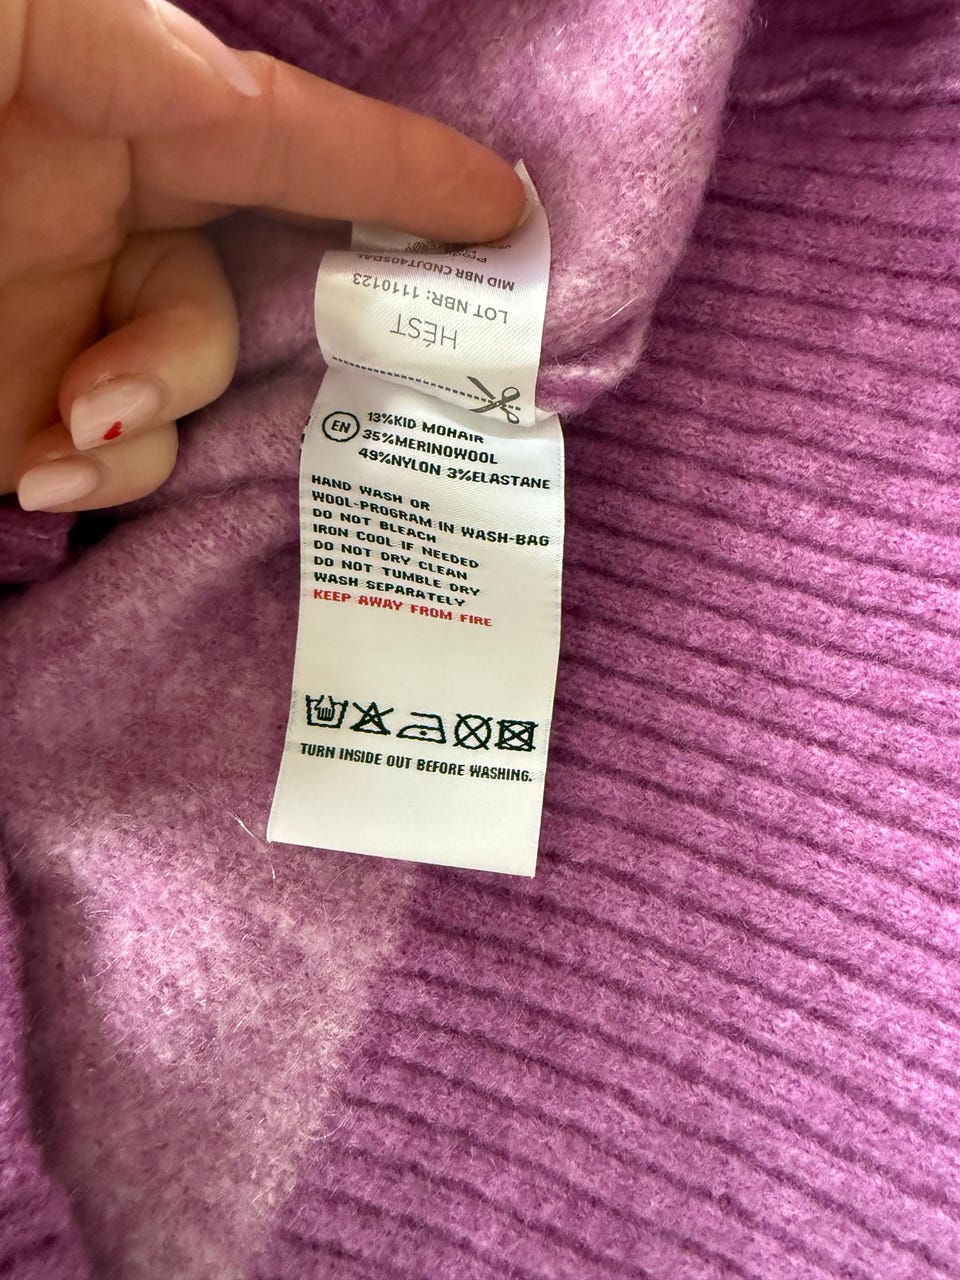 MID NBR
LOT NBR: 1110123
HÉST
EN
13%KID MOHAIR
35%MERINOWOOL
49%NYLON 3%ELASTANE
HAND WASH OR
WOOL-PROGRAM IN WASH-BAG
DO NOT BLEACH
IRON COOL IF NEEDED
DO NOT DRY CLEAN
DO NOT TUMBLE DRY
WASH SEPARATELY
KEEP AWAY FROM FIRE
TURN INSIDE OUT BEFORE WASHING.